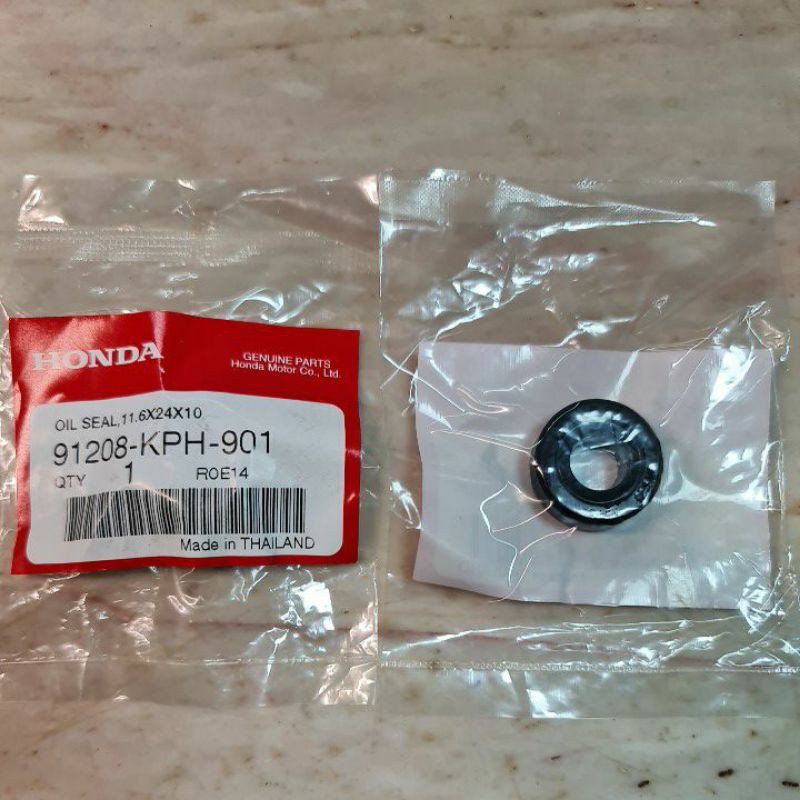 HONDA
GENUINE PARTS
Honda Motor Co., Ltd.
OIL SEAL,11.6X24X10
91208-KPH-901
QTY 1 ROE14
Made in THAILAND